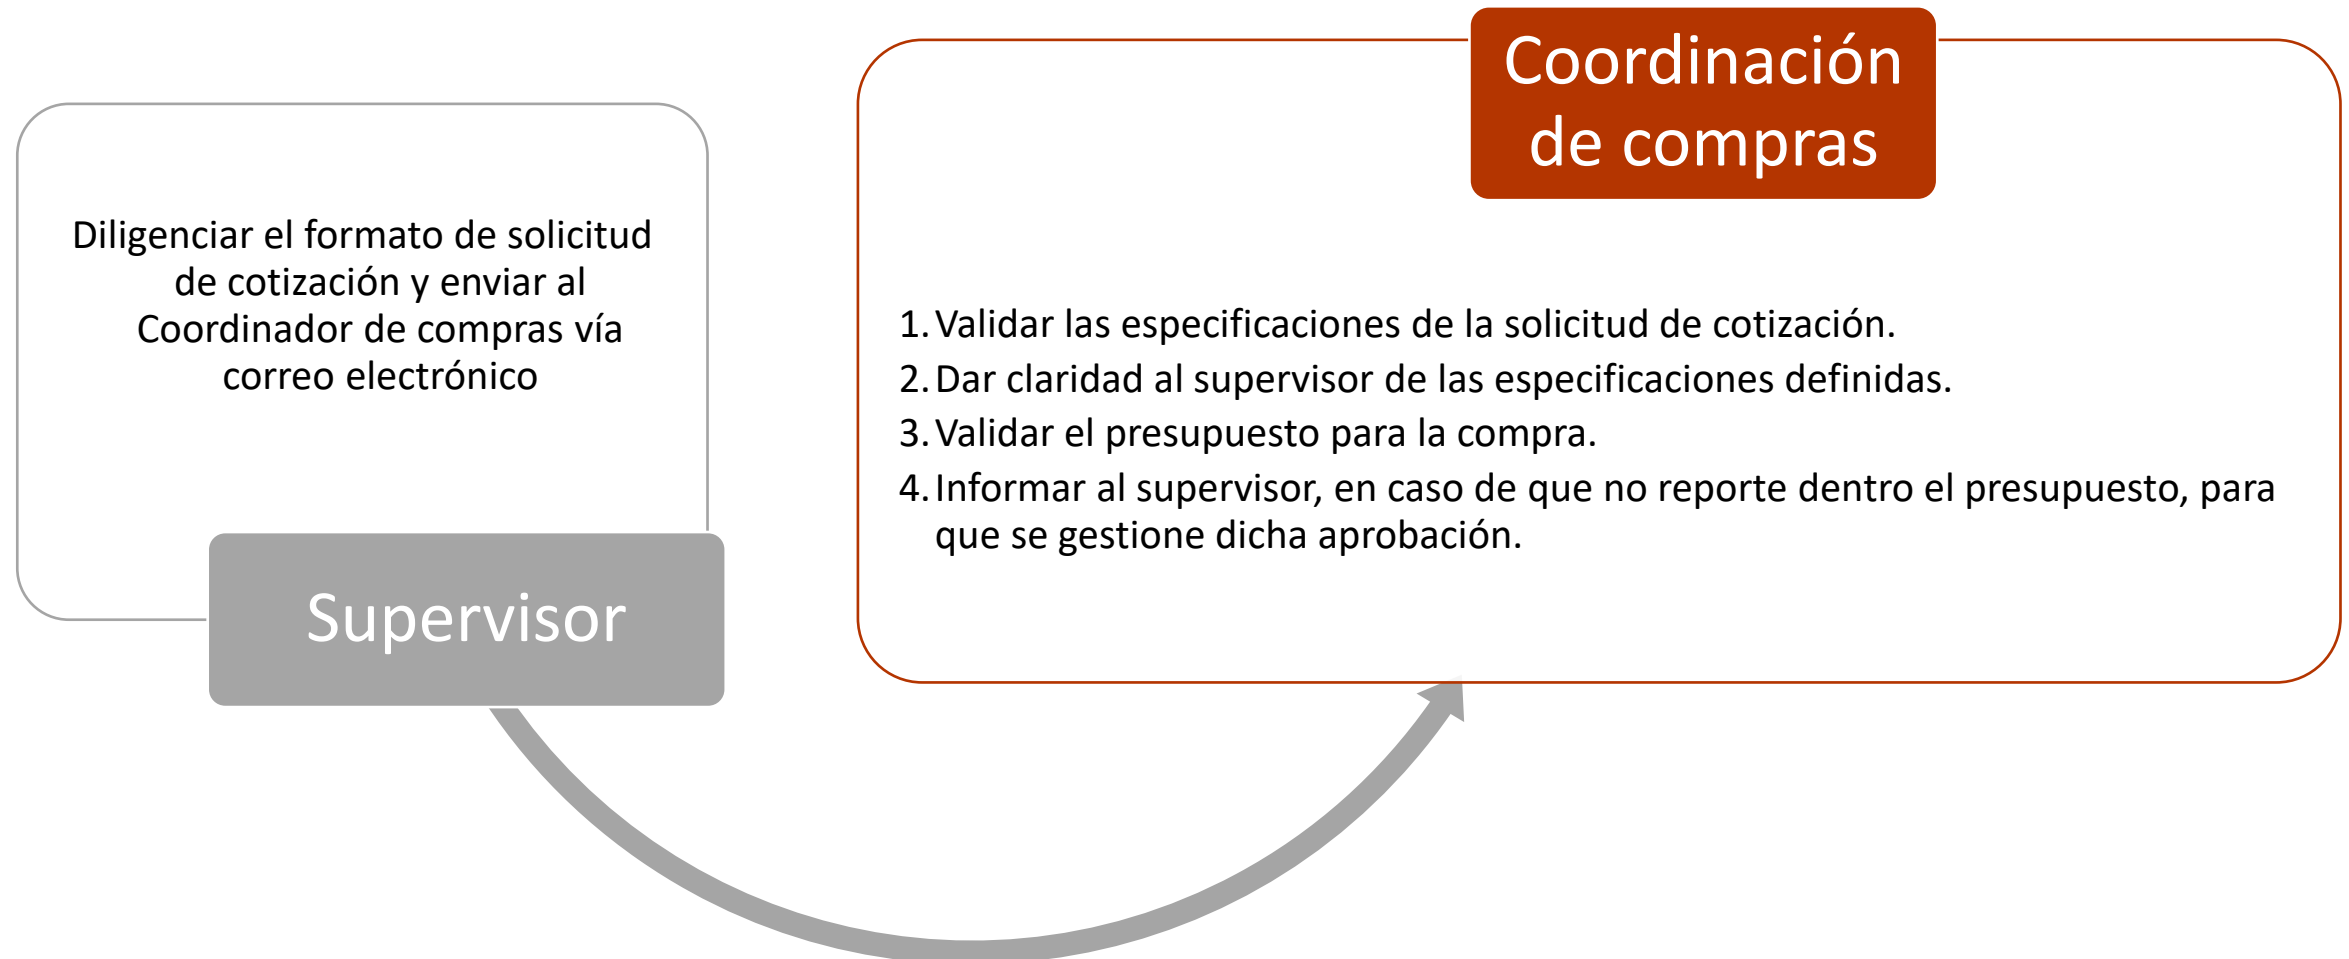 Diligenciar el formato de solicitud
de cotización y enviar al
Coordinador de compras vía
correo electrónico
Supervisor
Coordinación
de compras
1. Validar las especificaciones de la solicitud de cotización.
2. Dar claridad al supervisor de las especificaciones definidas.
3. Validar el presupuesto para la compra.
4. Informar al supervisor, en caso de que no reporte dentro el presupuesto, para
que se gestione dicha aprobación.